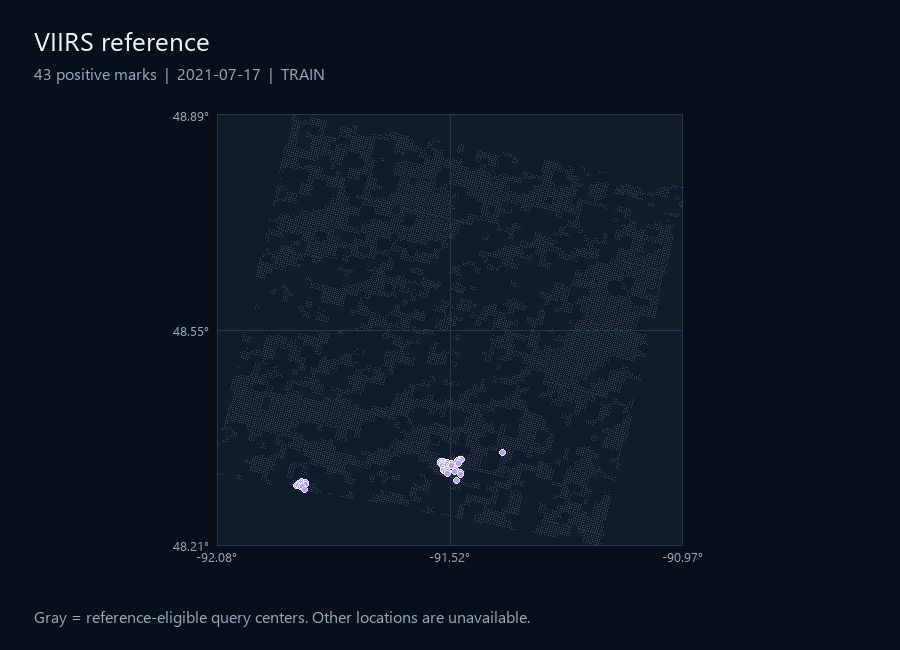 VIIRS reference
43 positive marks | 2021-07-17 | TRAIN
48.89°
48.55°
48.21°
-92.08° -91.52° -90.97°
Gray = reference-eligible query centers. Other locations are unavailable.